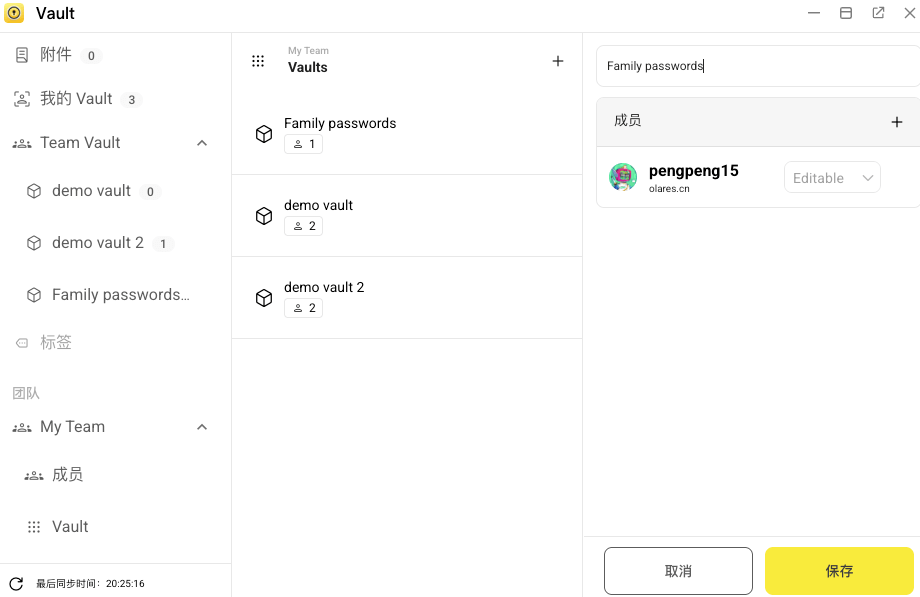 Vault
附件 0
我的 Vault 3
Team Vault
demo vault 0
demo vault 2 1
Family passwords...
标签
团队
My Team
成员
Vault
最后同步时间: 20:25:16
My Team
Vaults
Family passwords
1
demo vault
2
demo vault 2
2
Family passwords
成员
pengpeng15
olares.cn
Editable
取消
保存